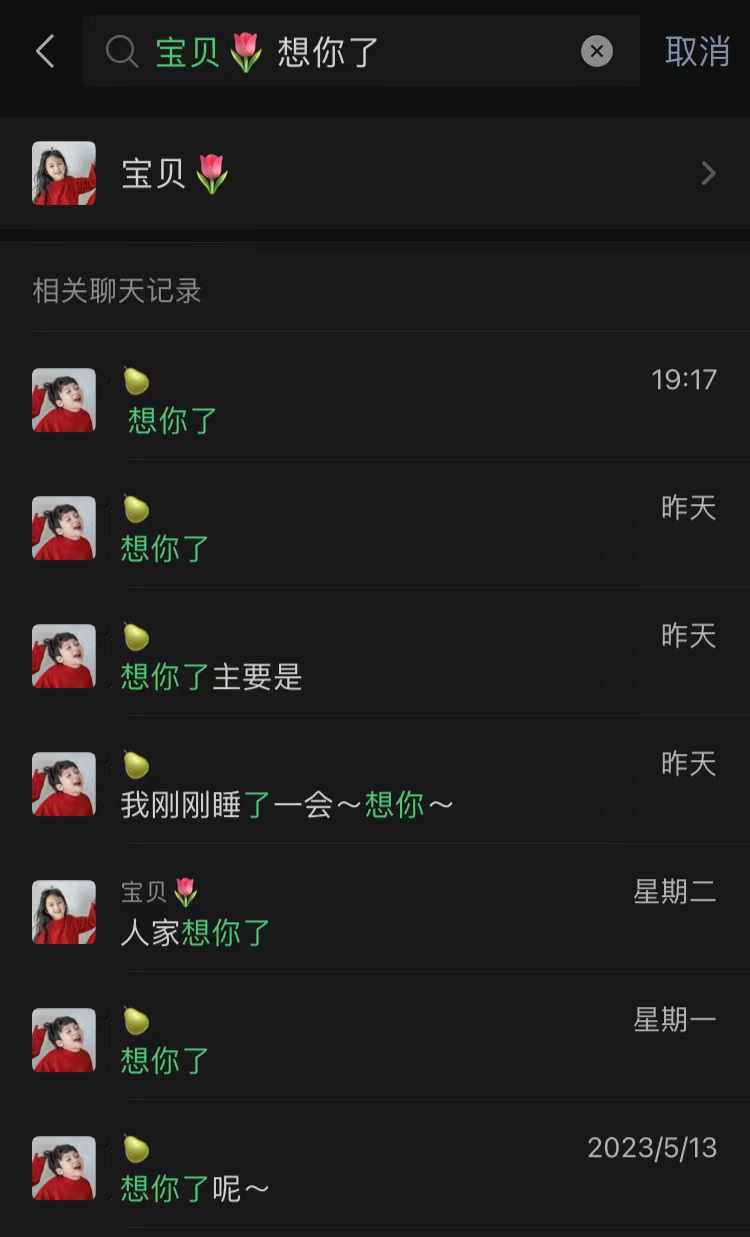 宝贝🌷 想你了
取消
宝贝🌷
相关聊天记录
🍐
19:17
想你了
🍐
昨天
想你了
🍐
昨天
想你了主要是
🍐
昨天
我刚刚睡了一会～想你～
宝贝🌷
星期二
人家想你了
🍐
星期一
想你了
🍐
2023/5/13
想你了呢～